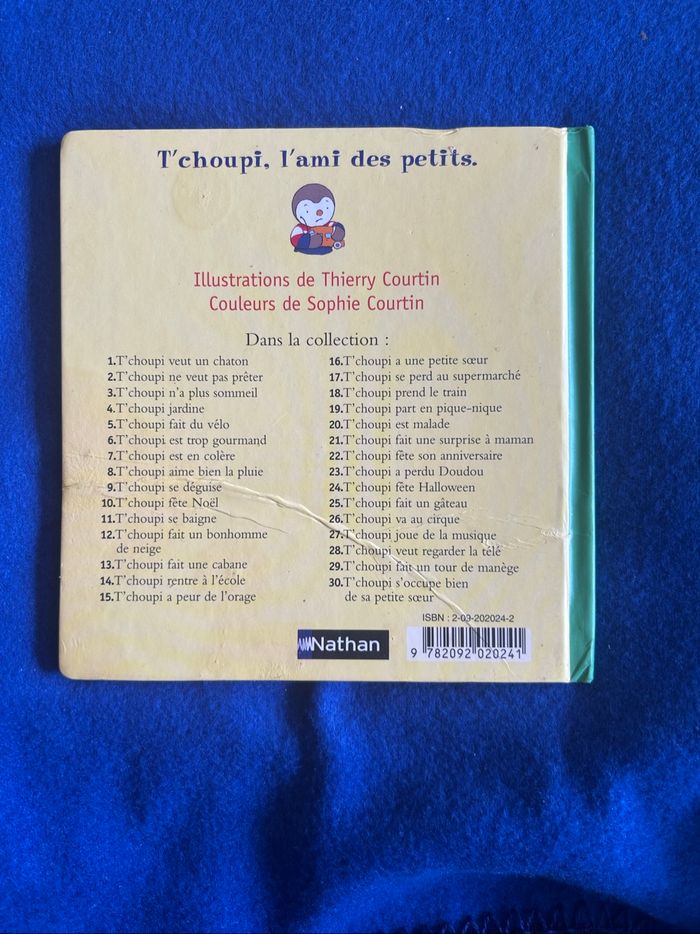 T'choupi, l'ami des petits.
Illustrations de Thierry Courtin
Couleurs de Sophie Courtin
Dans la collection :
1.T'choupi veut un chaton
2.T'choupi ne veut pas prêter
3.T'choupi n'a plus sommeil
4.T'choupi jardine
5.T'choupi fait du vélo
6.T'choupi est trop gourmand
7.T'choupi est en colère
8.T'choupi aime bien la pluie
9.T'choupi se déguise
10.T'choupi fête Noël
11.T'choupi se baigne
12.T'choupi fait un bonhomme
de neige
13.T'choupi fait une cabane
14.T'choupi rentre à l'école
15.T'choupi a peur de l'orage
16.T'choupi a une petite sœur
17.T'choupi se perd au supermarché
18.T'choupi prend le train
19.T'choupi part en pique-nique
20.T'choupi est malade
21.T'choupi fait une surprise à maman
22.T'choupi fête son anniversaire
23.T'choupi a perdu Doudou
24.T'choupi fête Halloween
25.T'choupi fait un gâteau
26.T'choupi va au cirque
27.T'choupi joue de la musique
28.T'choupi veut regarder la télé
29.T'choupi fait un tour de manège
30.T'choupi s'occupe bien
de sa petite sœur
ISBN : 2-09-202024-2
Nathan
9 782092 020241